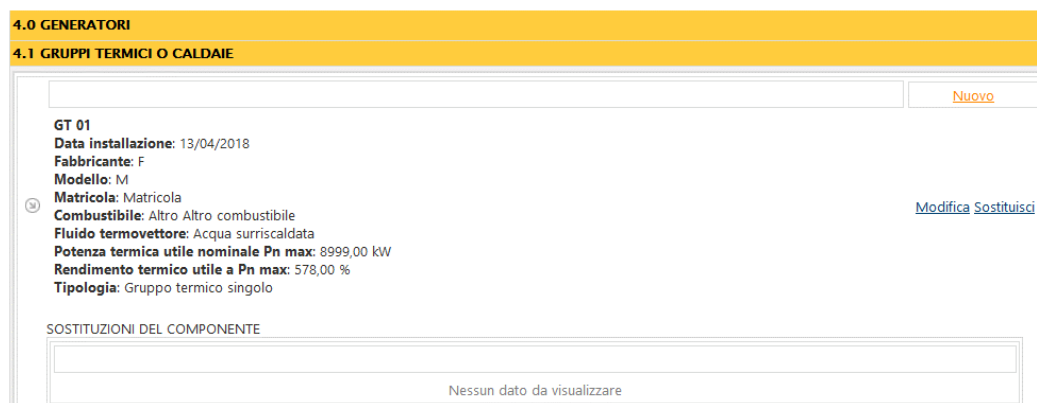 4.0 GENERATORI
4.1 GRUPPI TERMICI O CALDAIE
Nuovo
GT 01
Data installazione: 13/04/2018
Fabbricante: F
Modello: M
Matricola: Matricola
Combustibile: Altro Altro combustibile
Fluido termovettore: Acqua surriscaldata
Potenza termica utile nominale Pn max: 8999,00 kW
Rendimento termico utile a Pn max: 578,00 %
Tipologia: Gruppo termico singolo
Modifica Sostituisci
SOSTITUZIONI DEL COMPONENTE
Nessun dato da visualizzare